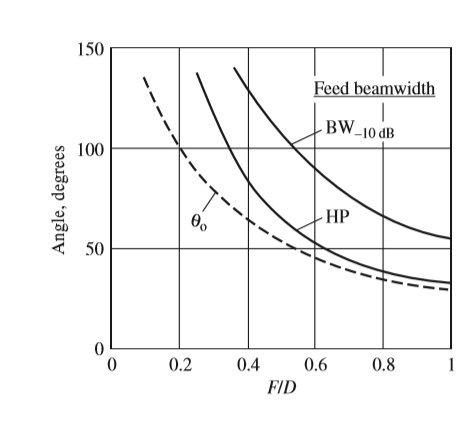 150
Feed beamwidth
BW−10 dB
100
Angle, degrees
θo
HP
50
0
0 0.2 0.4 0.6 0.8 1
F/D